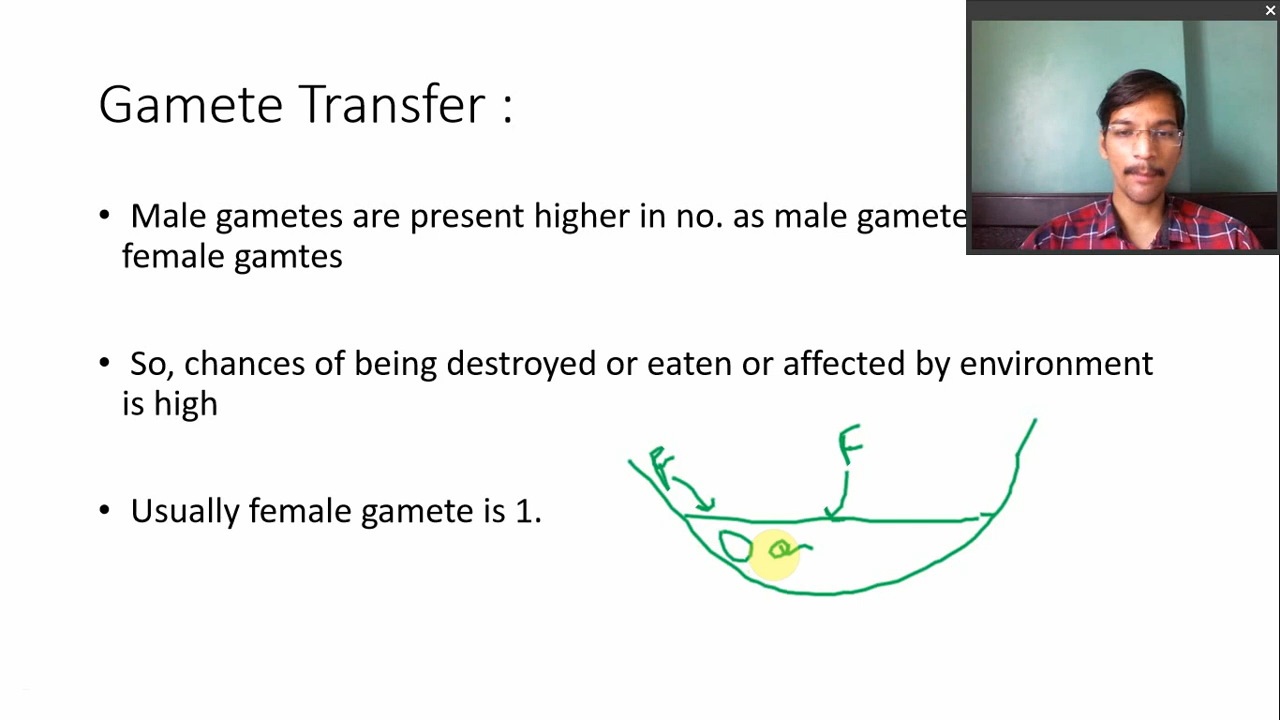 Gamete Transfer :
• Male gametes are present higher in no. as male gamete
female gamtes
• So, chances of being destroyed or eaten or affected by environment
is high
F
F
• Usually female gamete is 1.